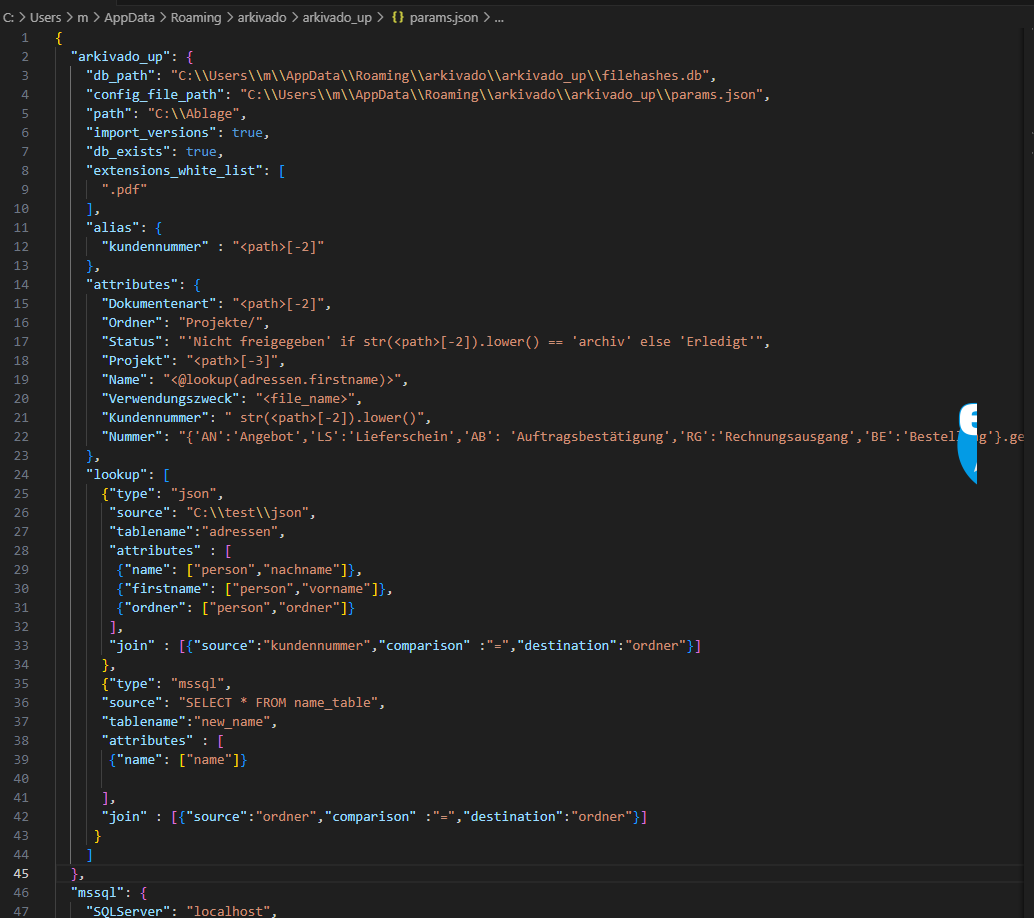 C: > Users > m > AppData > Roaming > arkivado > arkivado_up > {} params.json > ...
1 {
2 "arkivado_up": {
3 "db_path": "C:\\Users\\m\\AppData\\Roaming\\arkivado\\arkivado_up\\filehashes.db",
4 "config_file_path": "C:\\Users\\m\\AppData\\Roaming\\arkivado\\arkivado_up\\params.json",
5 "path": "C:\\Ablage",
6 "import_versions": true,
7 "db_exists": true,
8 "extensions_white_list": [
9 ".pdf"
10 ],
11 "alias": {
12 "kundennummer" : "<path>[-2]"
13 },
14 "attributes": {
15 "Dokumentenart": "<path>[-2]",
16 "Ordner": "Projekte/",
17 "Status": "'Nicht freigegeben' if str(<path>[-2]).lower() == 'archiv' else 'Erledigt'",
18 "Projekt": "<path>[-3]",
19 "Name": "<@lookup(adressen.firstname)>",
20 "Verwendungszweck": "<file_name>",
21 "Kundennummer": " str(<path>[-2]).lower()",
22 "Nummer": "{'AN':'Angebot','LS':'Lieferschein','AB': 'Auftragsbestätigung','RG':'Rechnungsausgang','BE':'Bestellung'}.ge
23 },
24 "lookup": [
25 {"type": "json",
26 "source": "C:\\test\\json",
27 "tablename":"adressen",
28 "attributes" : [
29 {"name": ["person","nachname"]},
30 {"firstname": ["person","vorname"]},
31 {"ordner": ["person","ordner"]}
32 ],
33 "join" : [{"source":"kundennummer","comparison" :"=","destination":"ordner"}]
34 },
35 {"type": "mssql",
36 "source": "SELECT * FROM name_table",
37 "tablename":"new_name",
38 "attributes" : [
39 {"name": ["name"]}
40
41 ],
42 "join" : [{"source":"ordner","comparison" :"=","destination":"ordner"}]
43 }
44 ]
45 },
46 "mssql": {
47 "SQLServer": "localhost",